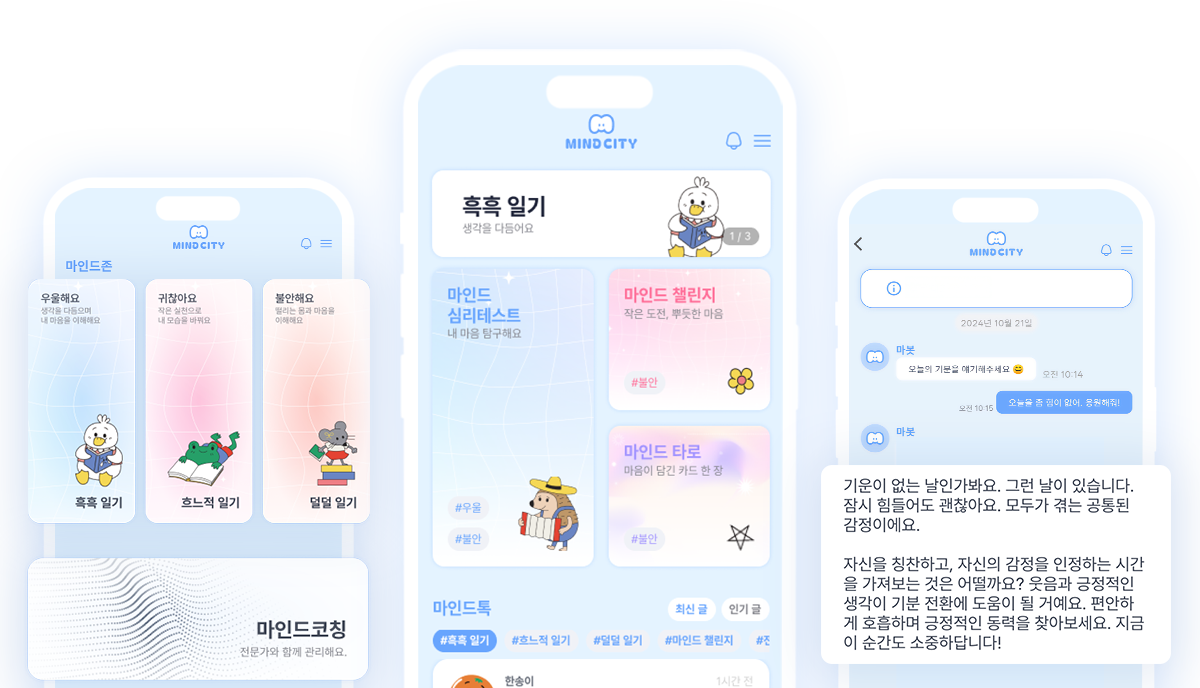 MINDCITY
마인드존
우울해요
생각을 다듬으며
내 마음을 이해해요
흑흑 일기
귀찮아요
작은 실천으로
내 모습을 바꿔요
흐느적 일기
불안해요
떨리는 몸과 마음을
이해해요
덜덜 일기
마인드코칭
전문가와 함께 관리해요.
MINDCITY
흑흑 일기
생각을 다듬어요
1 / 3
마인드
심리테스트
내 마음 탐구해요
#우울
#불안
마인드 챌린지
작은 도전, 뿌듯한 마음
#불안
마인드 타로
마음이 담긴 카드 한 장
#불안
마인드톡
최신 글
인기 글
#흑흑 일기
#흐느적 일기
#덜덜 일기
#마인드 챌린지
#진
한송이
1시간 전
MINDCITY
2024년 10월 21일
마봇
오늘의 기분을 얘기해주세요 😄
오전 10:14
오전 10:15
오늘을 좀 힘이 없어. 응원해줘!
마봇
기운이 없는 날인가봐요. 그런 날이 있습니다.
잠시 힘들어도 괜찮아요. 모두가 겪는 공통된
감정이에요.
자신을 칭찬하고, 자신의 감정을 인정하는 시간
을 가져보는 것은 어떨까요? 웃음과 긍정적인
생각이 기분 전환에 도움이 될 거예요. 편안하
게 호흡하며 긍정적인 동력을 찾아보세요. 지금
이 순간도 소중하답니다!